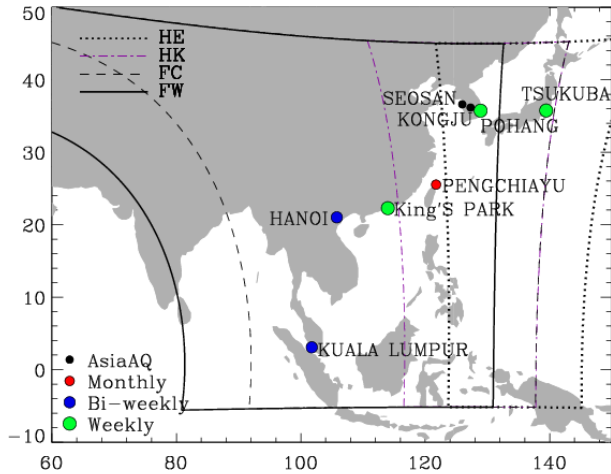 50
40
30
20
10
0
−10
HE
HK
FC
FW
SEOSAN
TSUKUBA
KONGJU
POHANG
PENGCHIAYU
King'S PARK
HANOI
KUALA LUMPUR
AsiaAQ
Monthly
Bi-weekly
Weekly
60
80
100
120
140